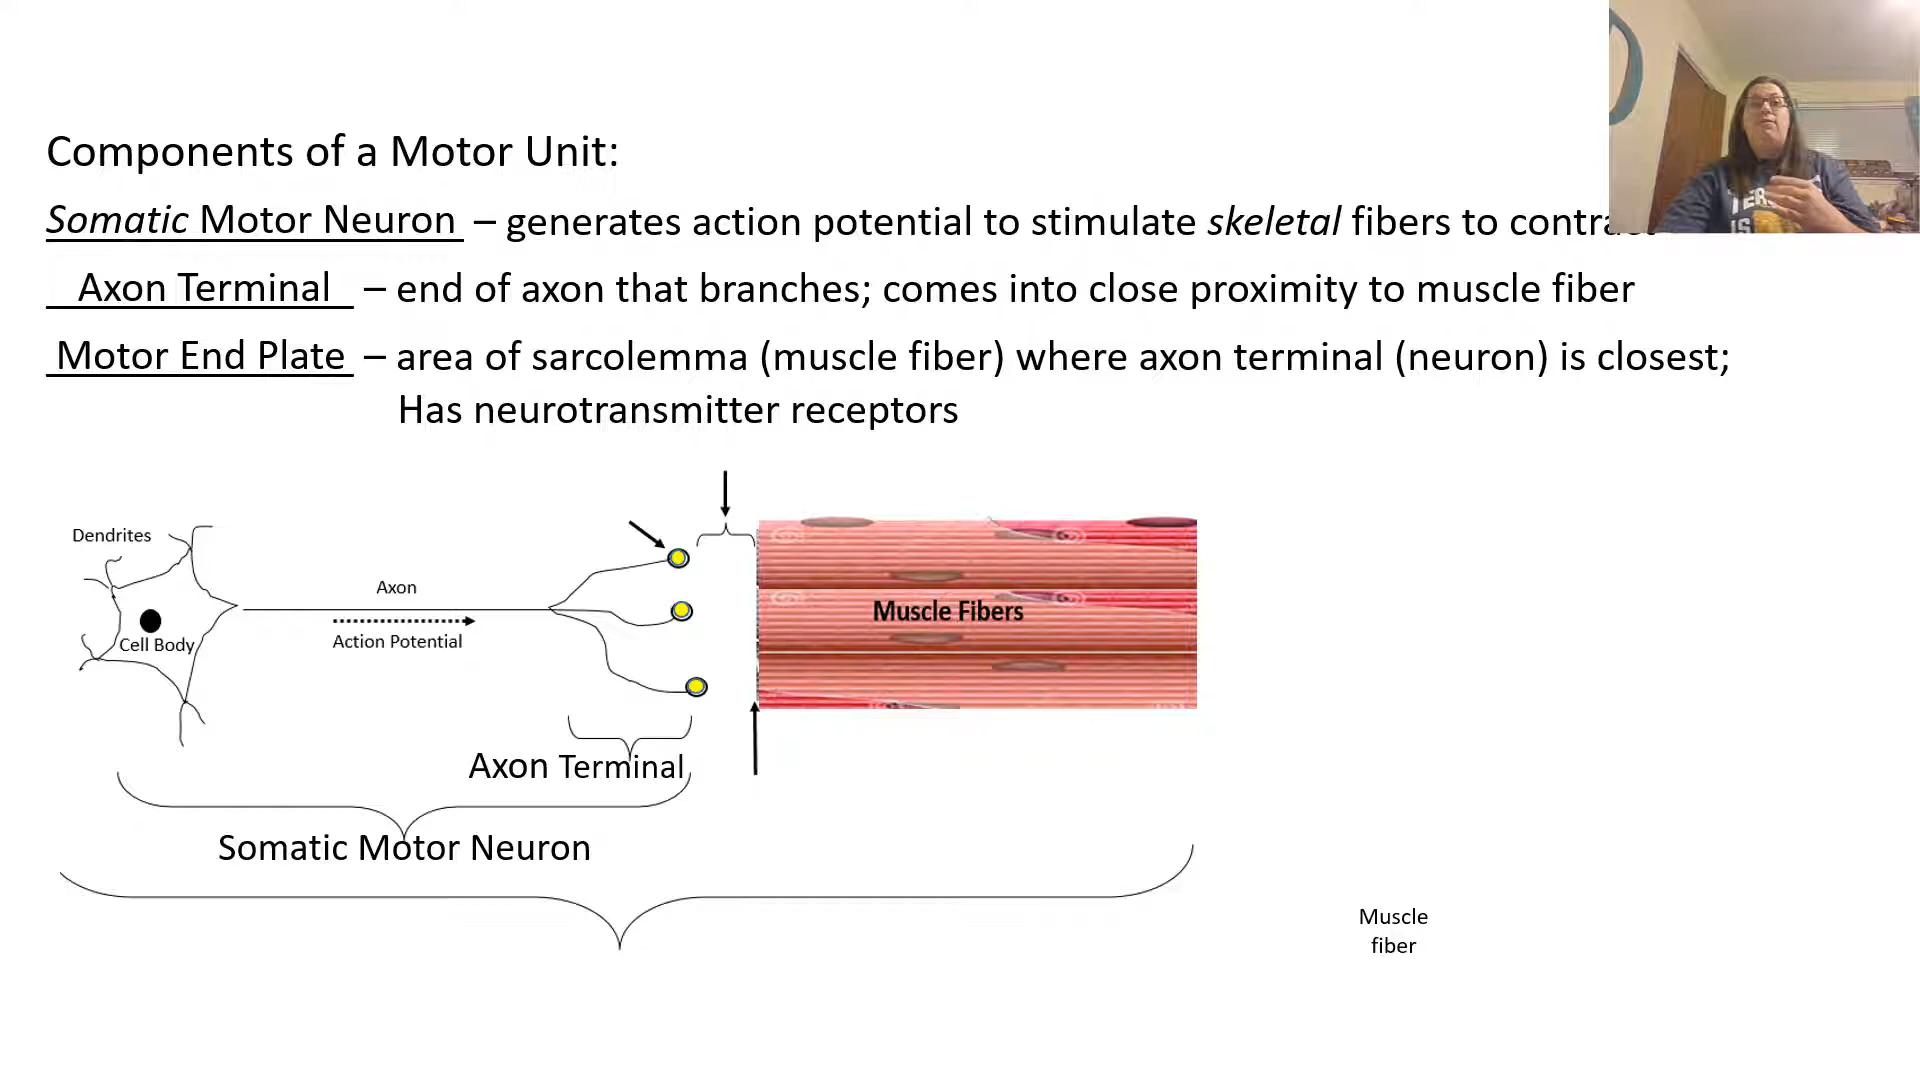 Components of a Motor Unit:
Somatic Motor Neuron – generates action potential to stimulate skeletal fibers to contract
Axon Terminal – end of axon that branches; comes into close proximity to muscle fiber
Motor End Plate – area of sarcolemma (muscle fiber) where axon terminal (neuron) is closest;
Has neurotransmitter receptors
Dendrites
Axon
Cell Body
Action Potential
Muscle Fibers
Axon Terminal
Somatic Motor Neuron
Muscle
fiber